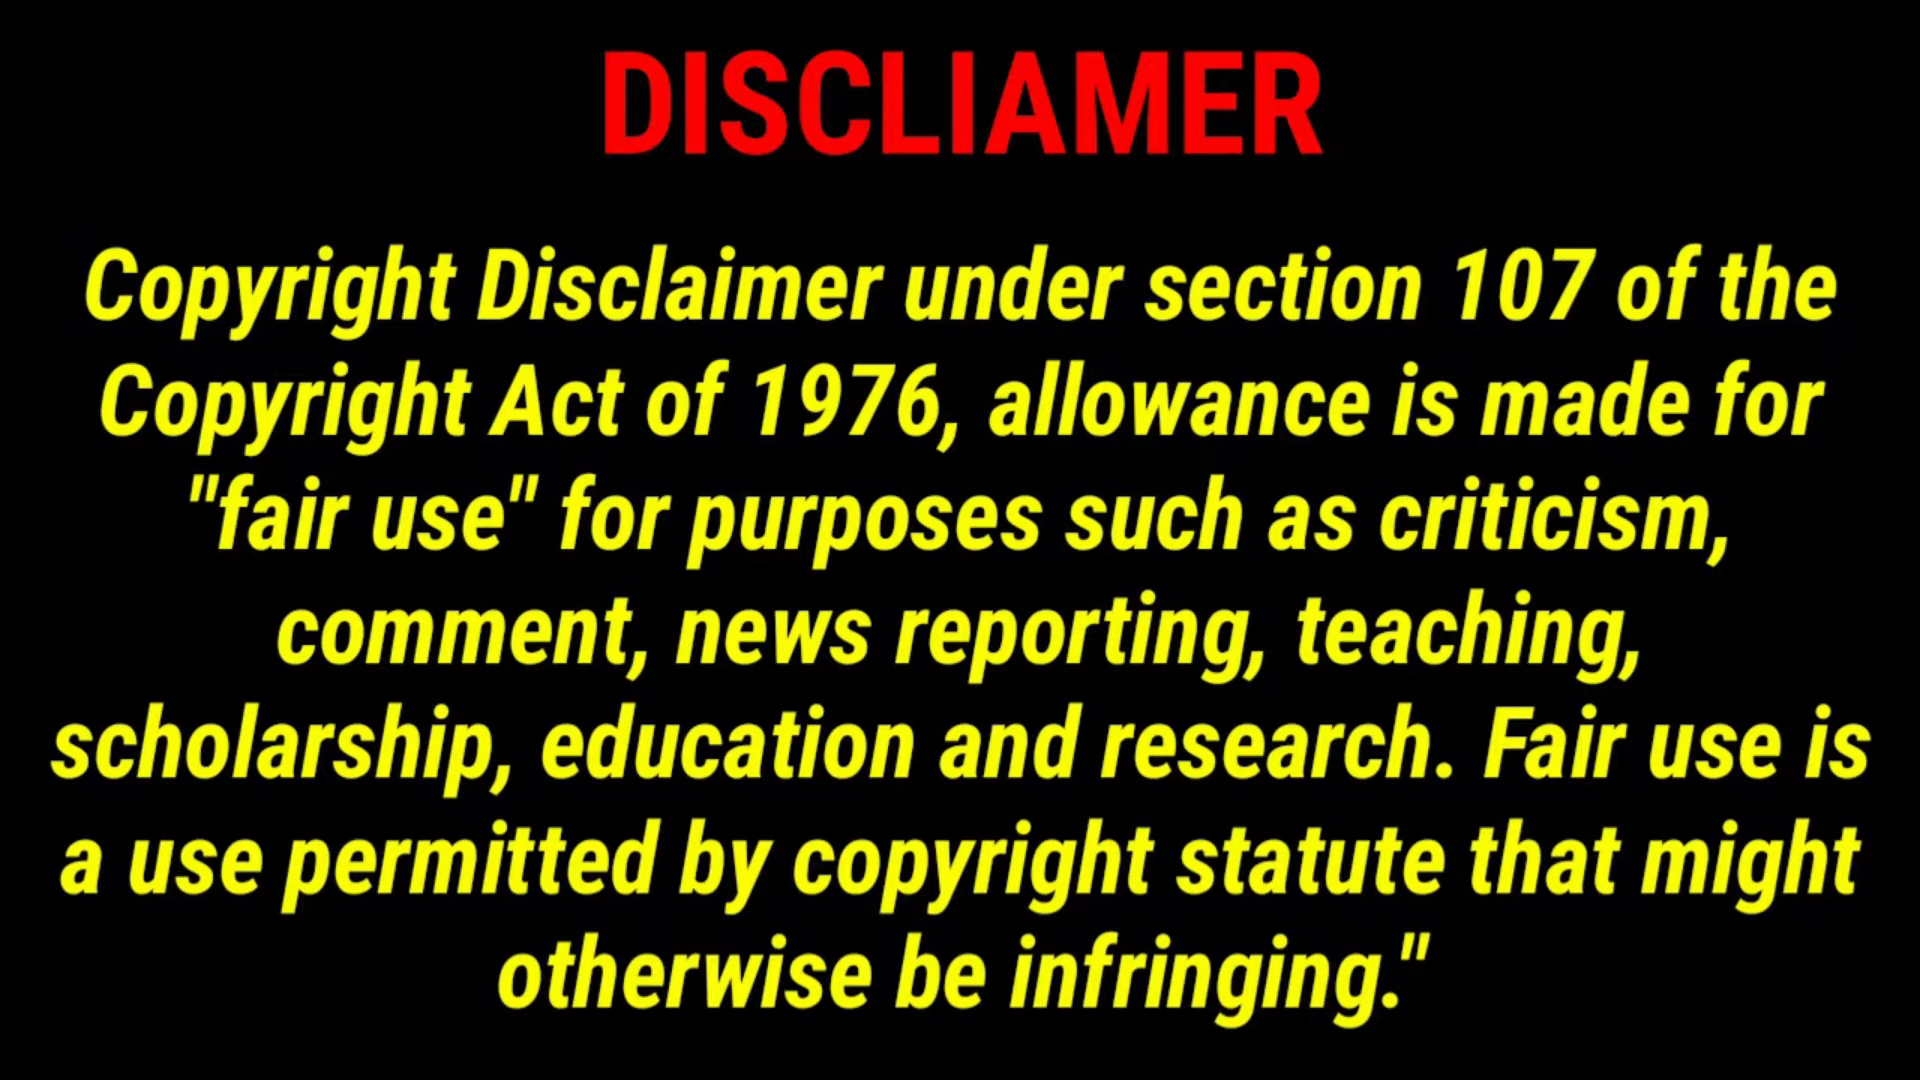 DISCLIAMER
Copyright Disclaimer under section 107 of the
Copyright Act of 1976, allowance is made for
"fair use" for purposes such as criticism,
comment, news reporting, teaching,
scholarship, education and research. Fair use is
a use permitted by copyright statute that might
otherwise be infringing."